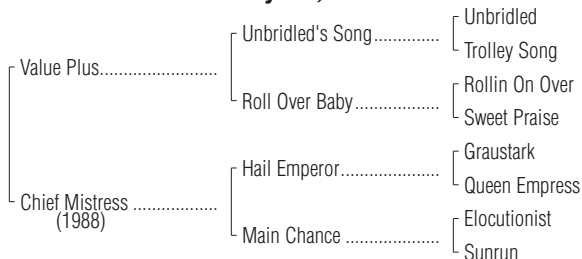 Unbridled
Unbridled's Song..............
Trolley Song
Value Plus.......................
Rollin On Over
Roll Over Baby.................
Sweet Praise
Graustark
Hail Emperor...................
Queen Empress
Chief Mistress .................
(1988)
Elocutionist
Main Chance ...................
Sunrun